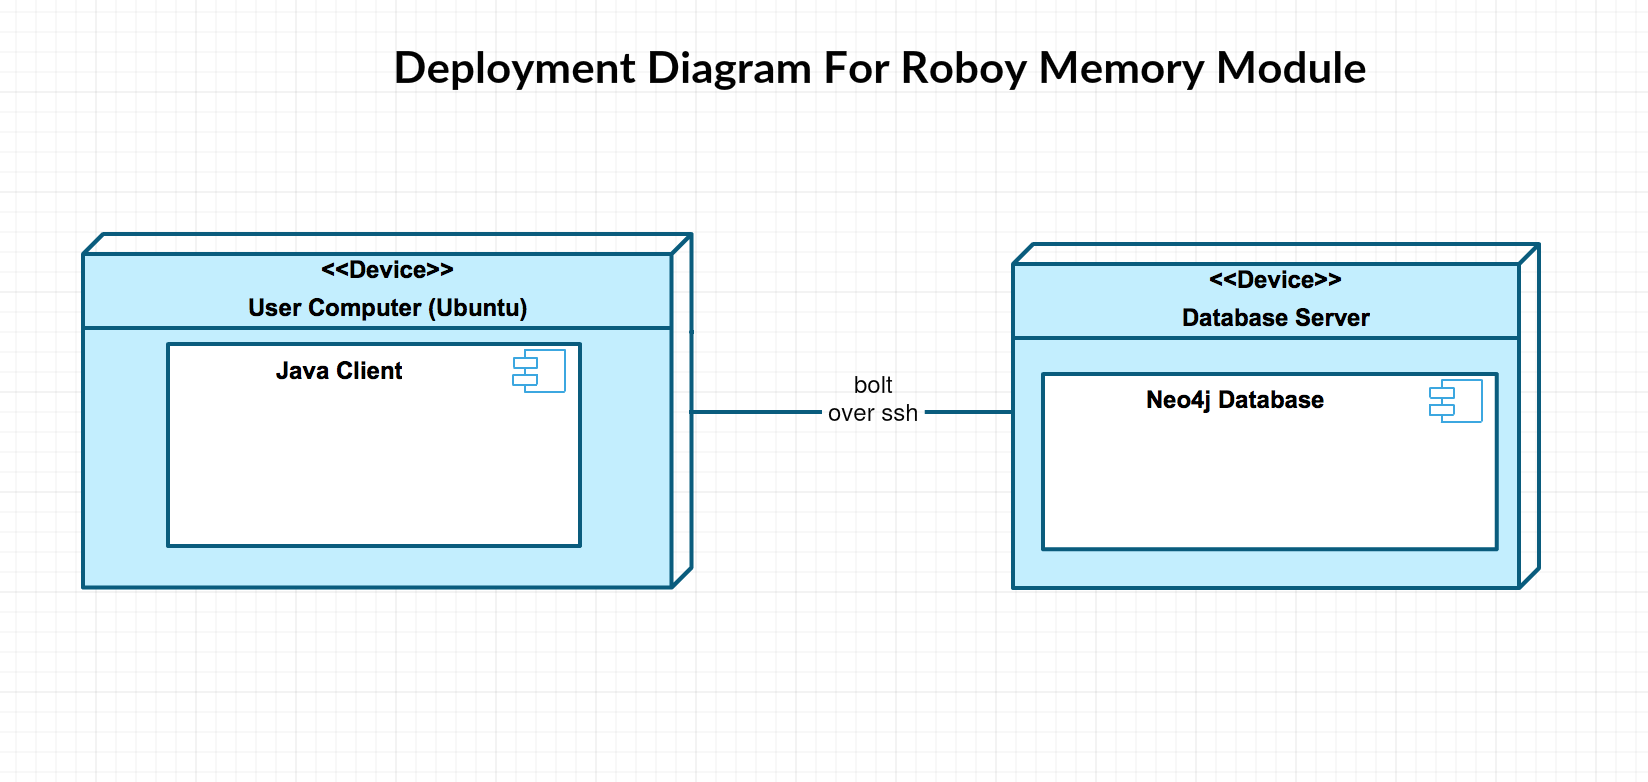 Deployment Diagram For Roboy Memory Module
<<Device>>
User Computer (Ubuntu)
Java Client
bolt
over ssh
<<Device>>
Database Server
Neo4j Database